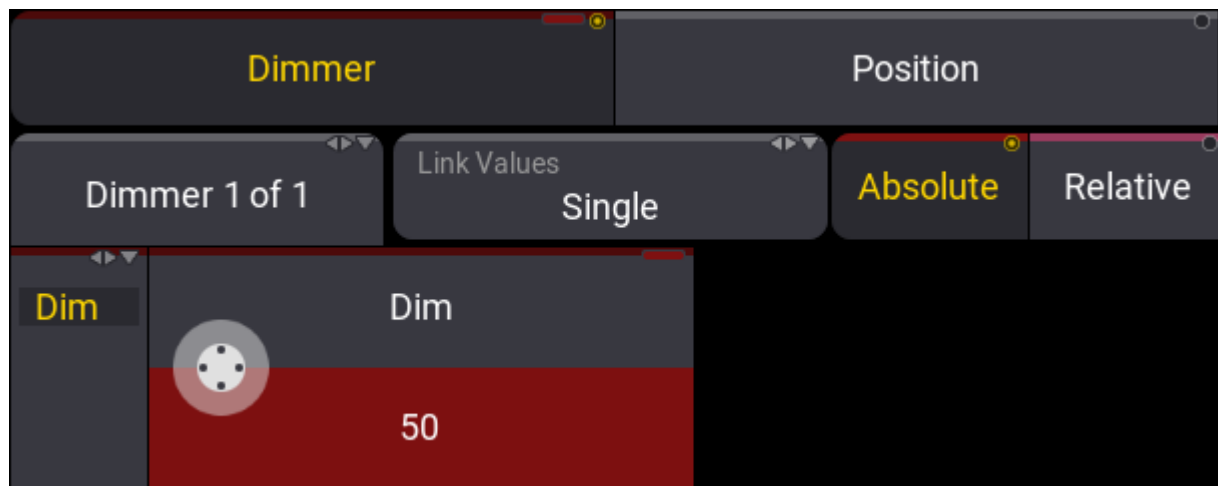 Dimmer
Position
Dimmer 1 of 1
Link Values
Single
Absolute
Relative
Dim
Dim
50